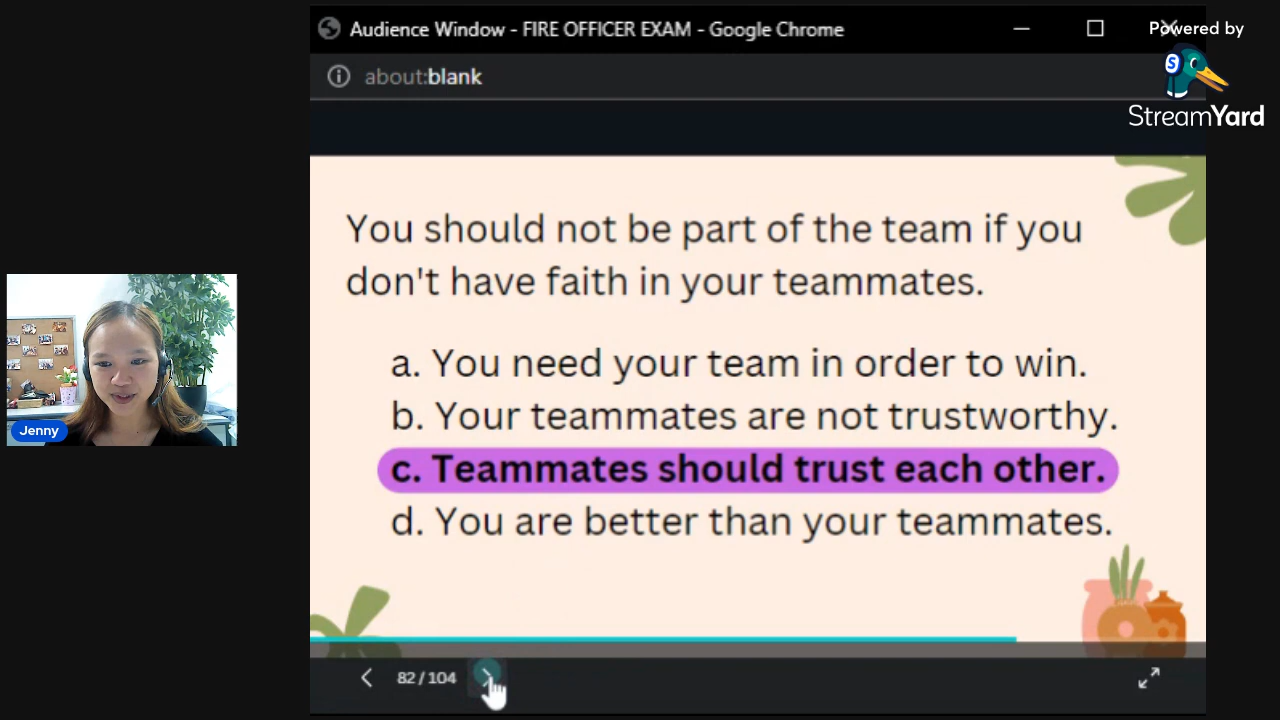 Audience Window - FIRE OFFICER EXAM - Google Chrome
Powered by
about:blank
StreamYard
You should not be part of the team if you
don't have faith in your teammates.
a. You need your team in order to win.
b. Your teammates are not trustworthy.
c. Teammates should trust each other.
d. You are better than your teammates.
Jenny
82 / 104